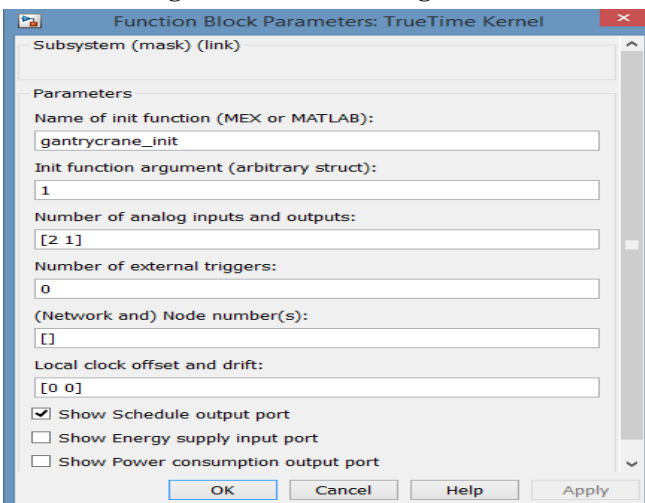 Function Block Parameters: TrueTime Kernel
Subsystem (mask) (link)
Parameters
Name of init function (MEX or MATLAB):
gantrycrane_init
Init function argument (arbitrary struct):
1
Number of analog inputs and outputs:
[2 1]
Number of external triggers:
0
(Network and) Node number(s):
[]
Local clock offset and drift:
[0 0]
Show Schedule output port
Show Energy supply input port
Show Power consumption output port
OK Cancel Help Apply